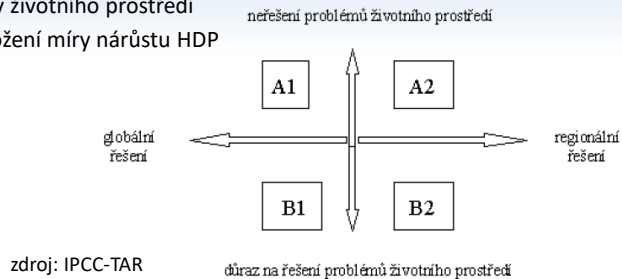 y životního prostředí
ožení míry nárůstu HDP
neřešení problémů životního prostředí
A1
A2
globální
řešení
regionální
řešení
B1
B2
zdroj: IPCC-TAR
důraz na řešení problémů životního prostředí